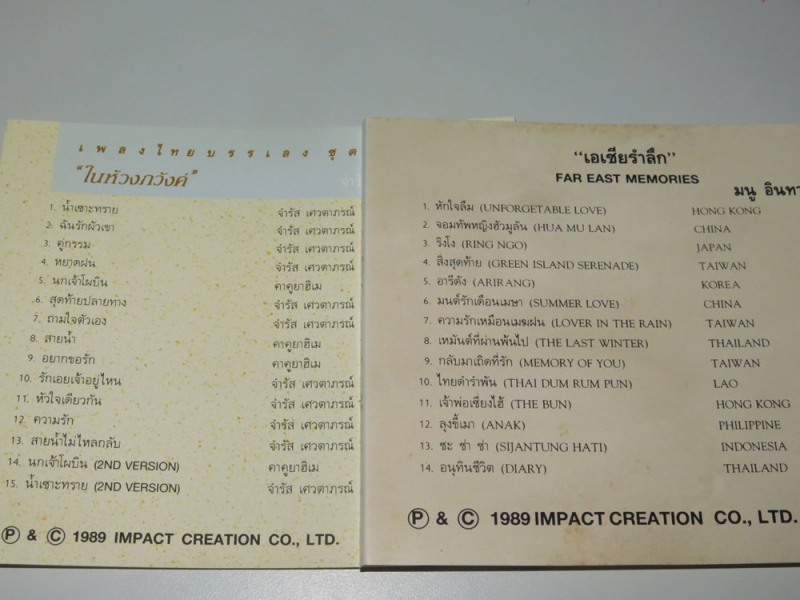 เพลงไทยบรรเลง ชุด
"ในห้วงภวังค์"
1. น้ำเซาะทราย จำรัส เศวตาภรณ์
2. ฉันรักผัวเขา จำรัส เศวตาภรณ์
3. คู่กรรม จำรัส เศวตาภรณ์
4. หยาดฝน จำรัส เศวตาภรณ์
5. นกเจ้าโผบิน คาคูยาฮิเม
6. สุดท้ายปลายทาง จำรัส เศวตาภรณ์
7. ถามใจตัวเอง จำรัส เศวตาภรณ์
8. สายน้ำ คาคูยาฮิเม
9. อยากขอรัก คาคูยาฮิเม
10. รักเอยเจ้าอยู่ไหน จำรัส เศวตาภรณ์
11. หัวใจเดียวกัน จำรัส เศวตาภรณ์
12. ความรัก จำรัส เศวตาภรณ์
13. สายน้ำไม่ไหลกลับ จำรัส เศวตาภรณ์
14. นกเจ้าโผบิน (2ND VERSION) คาคูยาฮิเม
15. น้ำเซาะทราย (2ND VERSION) จำรัส เศวตาภรณ์
Ⓟ & © 1989 IMPACT CREATION CO., LTD.
"เอเซียรำลึก"
FAR EAST MEMORIES
มนู
1. หักใจลืม (UNFORGETABLE LOVE) HONG KONG
2. จอมทัพหญิงฮัวมูลัน (HUA MU LAN) CHINA
3. ริงโง (RING NGO) JAPAN
4. สิ่งสุดท้าย (GREEN ISLAND SERENADE) TAIWAN
5. อารีดัง (ARIRANG) KOREA
6. มนต์รักเดือนเมษา (SUMMER LOVE) CHINA
7. ความรักเหมือนเมฆฝน (LOVER IN THE RAIN) TAIWAN
8. เหมันต์ที่ผ่านพ้นไป (THE LAST WINTER) THAILAND
9. กลับมาเถิดที่รัก (MEMORY OF YOU) TAIWAN
10. ไทยดำรำพัน (THAI DUM RUM PUN) LAO
11. เจ้าพ่อเซี่ยงไฮ้ (THE BUN) HONG KONG
12. ลุงขี้เมา (ANAK) PHILIPPINE
13. ชะ ช่า ช่า (SIJANTUNG HATI) INDONESIA
14. อนุทินชีวิต (DIARY) THAILAND
Ⓟ & © 1989 IMPACT CREATION CO., LTD.